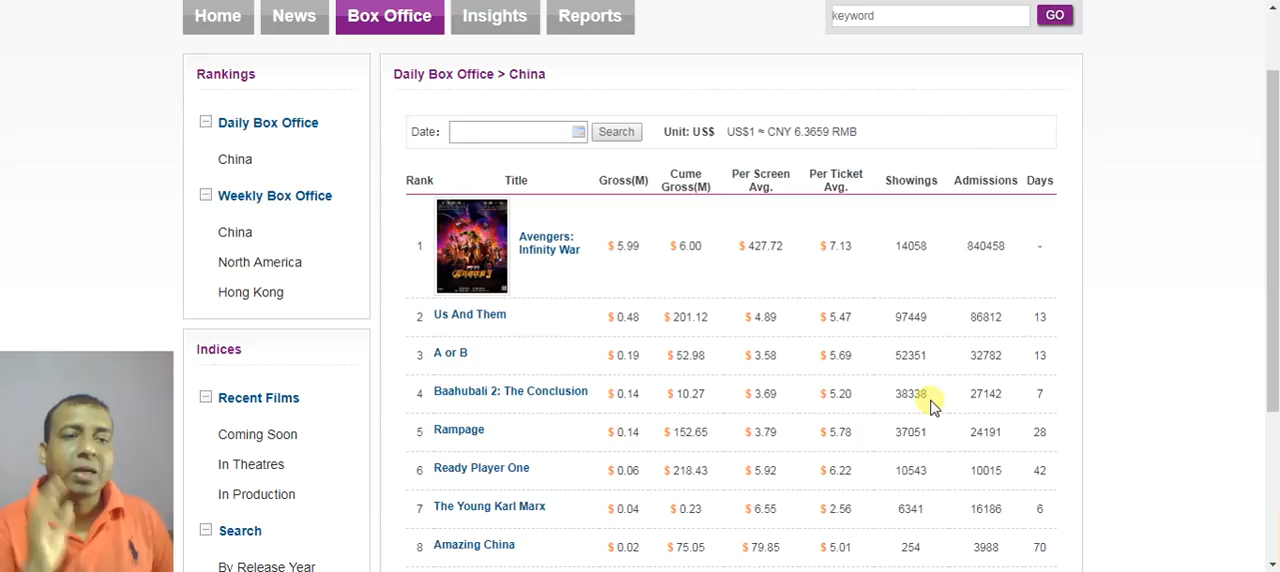 Home News Box Office Insights Reports keyword GO
Rankings
Daily Box Office
China
Weekly Box Office
China
North America
Hong Kong
Indices
Recent Films
Coming Soon
In Theatres
In Production
Search
By Release Year
Daily Box Office > China
Date: Search Unit: US$ US$1 ≈ CNY 6.3659 RMB
Rank Title Gross(M) Cume Gross(M) Per Screen Avg. Per Ticket Avg. Showings Admissions Days
1 Avengers: Infinity War $ 5.99 $ 6.00 $ 427.72 $ 7.13 14058 840458 -
2 Us And Them $ 0.48 $ 201.12 $ 4.89 $ 5.47 97449 86812 13
3 A or B $ 0.19 $ 52.98 $ 3.58 $ 5.69 52351 32782 13
4 Baahubali 2: The Conclusion $ 0.14 $ 10.27 $ 3.69 $ 5.20 38338 27142 7
5 Rampage $ 0.14 $ 152.65 $ 3.79 $ 5.78 37051 24191 28
6 Ready Player One $ 0.06 $ 218.43 $ 5.92 $ 6.22 10543 10015 42
7 The Young Karl Marx $ 0.04 $ 0.23 $ 6.55 $ 2.56 6341 16186 6
8 Amazing China $ 0.02 $ 75.05 $ 79.85 $ 5.01 254 3988 70